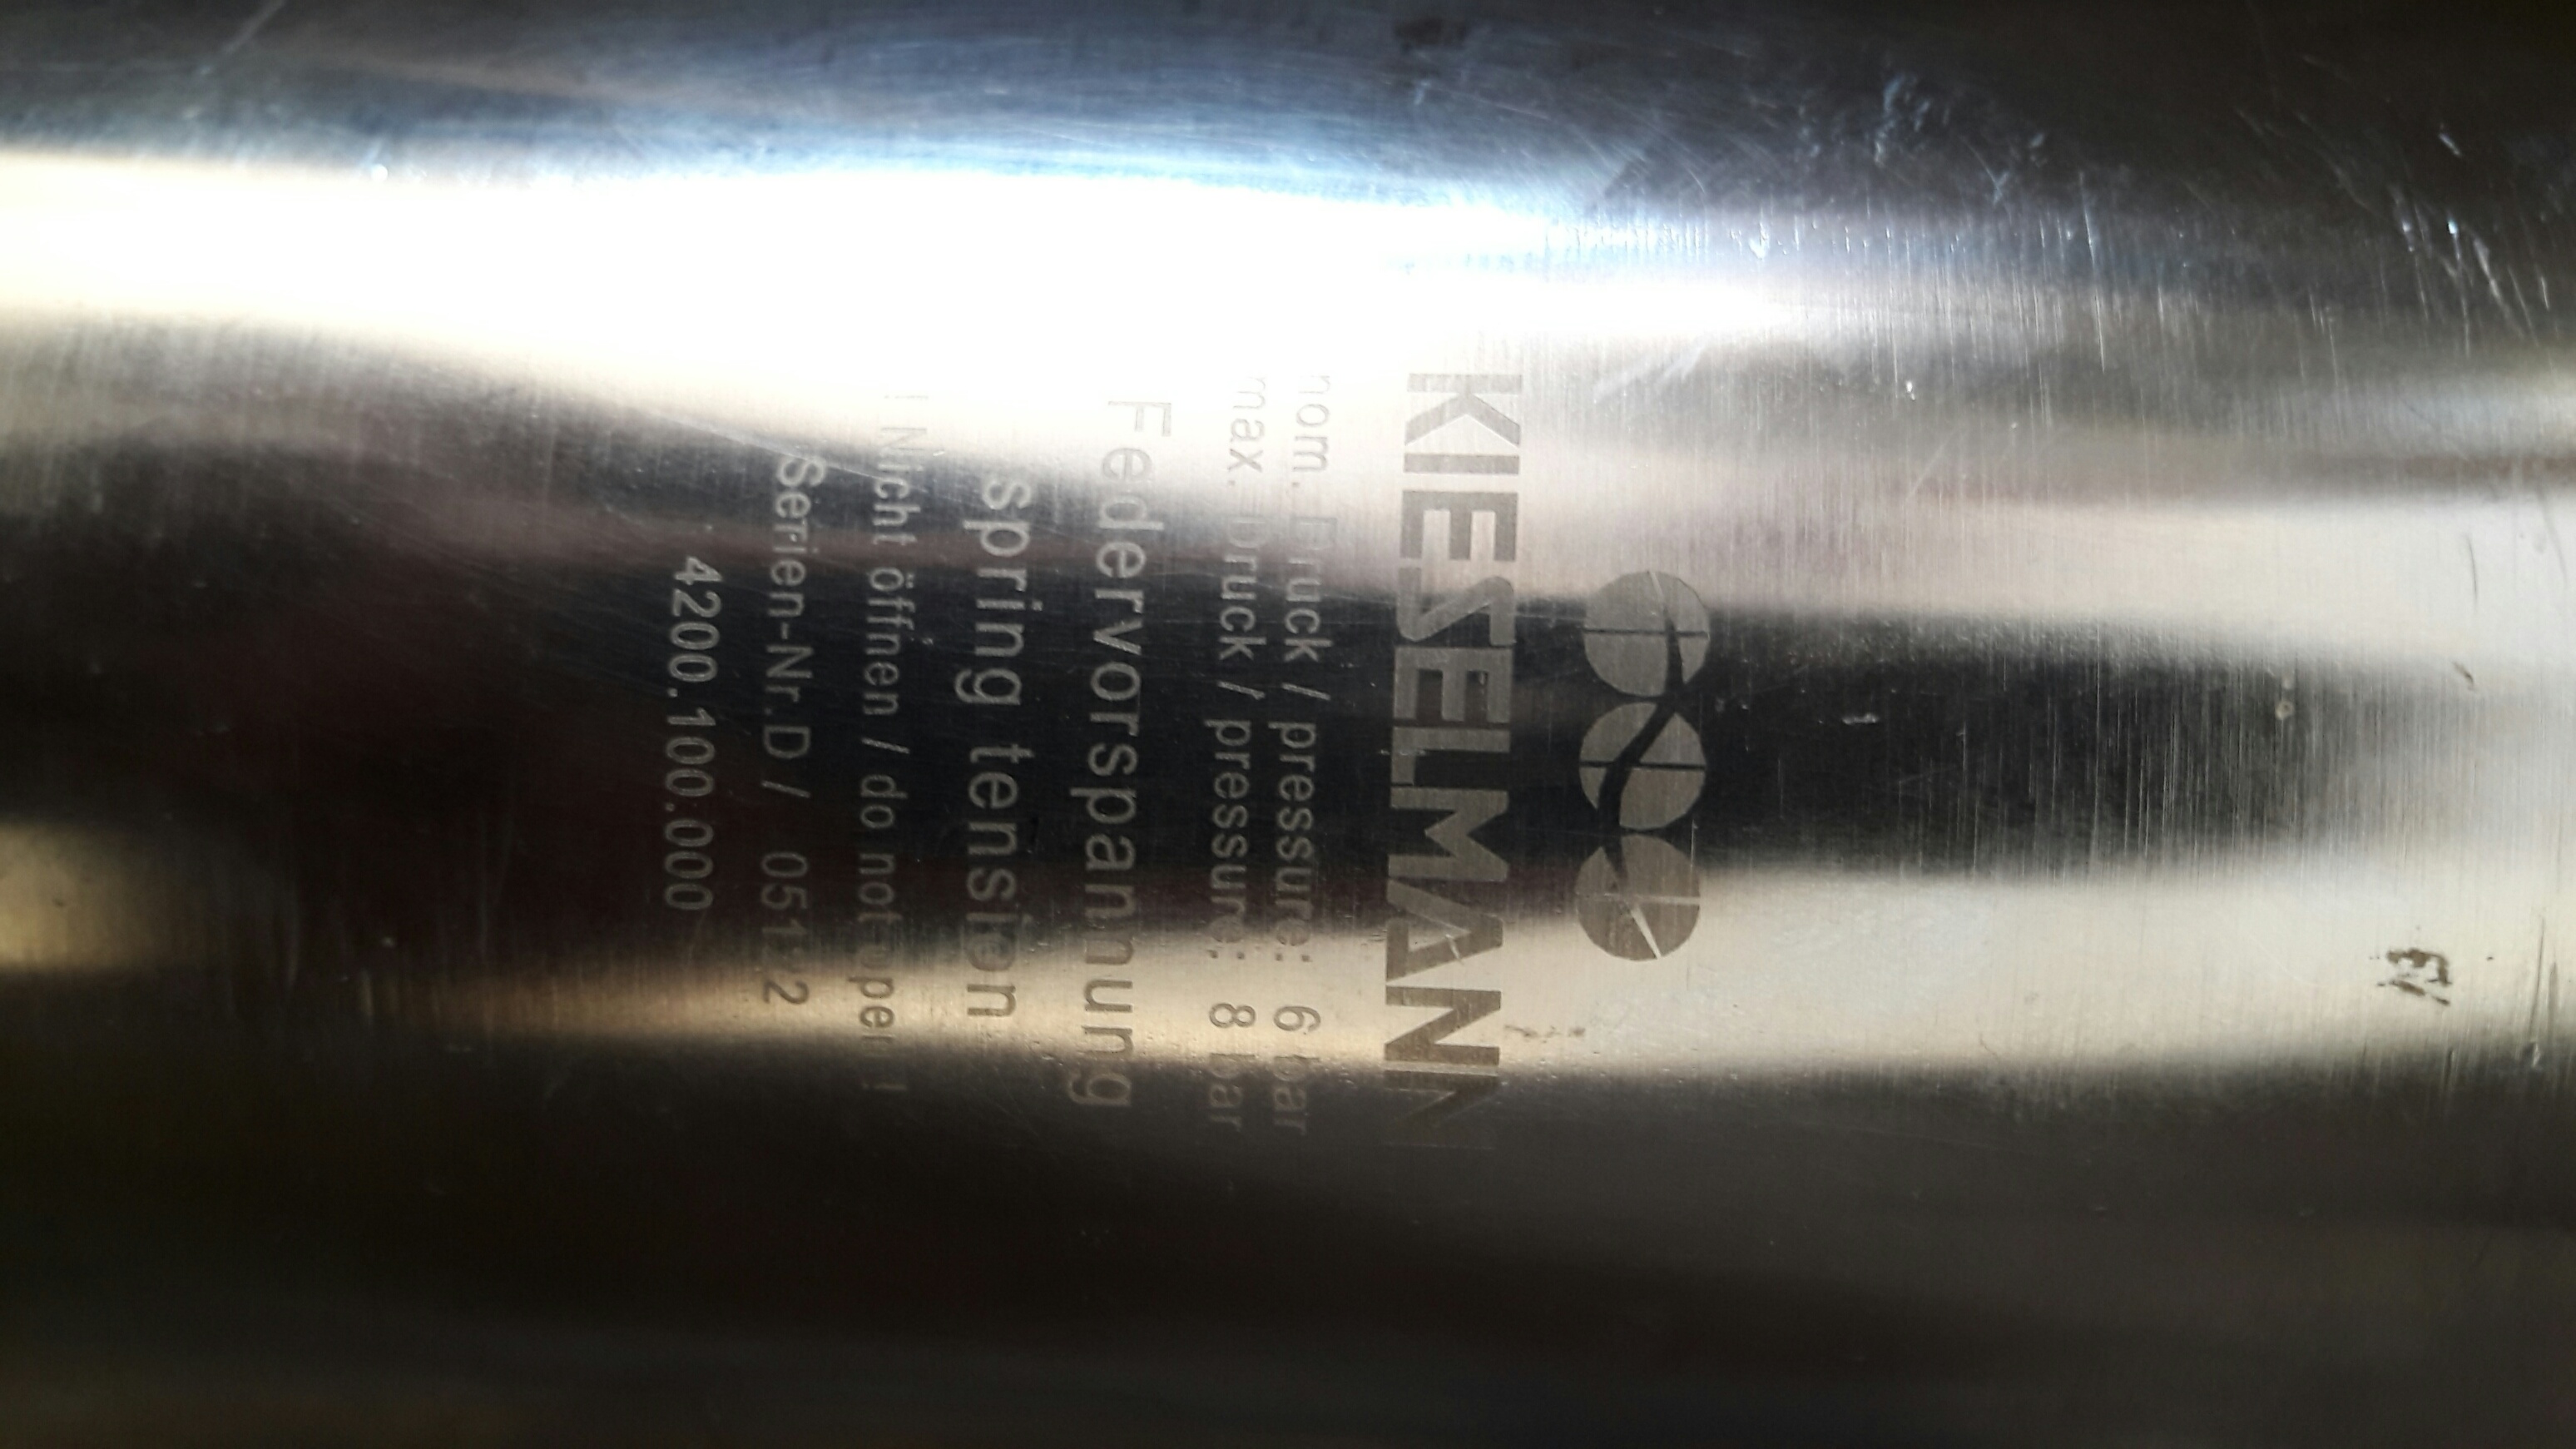 KIESELMANN
nom. Druck / pressure: 6 bar
max. Druck / pressure: 8 bar
Federvorspannung
spring tension
! Nicht öffnen / do not open !
Serien-Nr.D /
4200.100.000